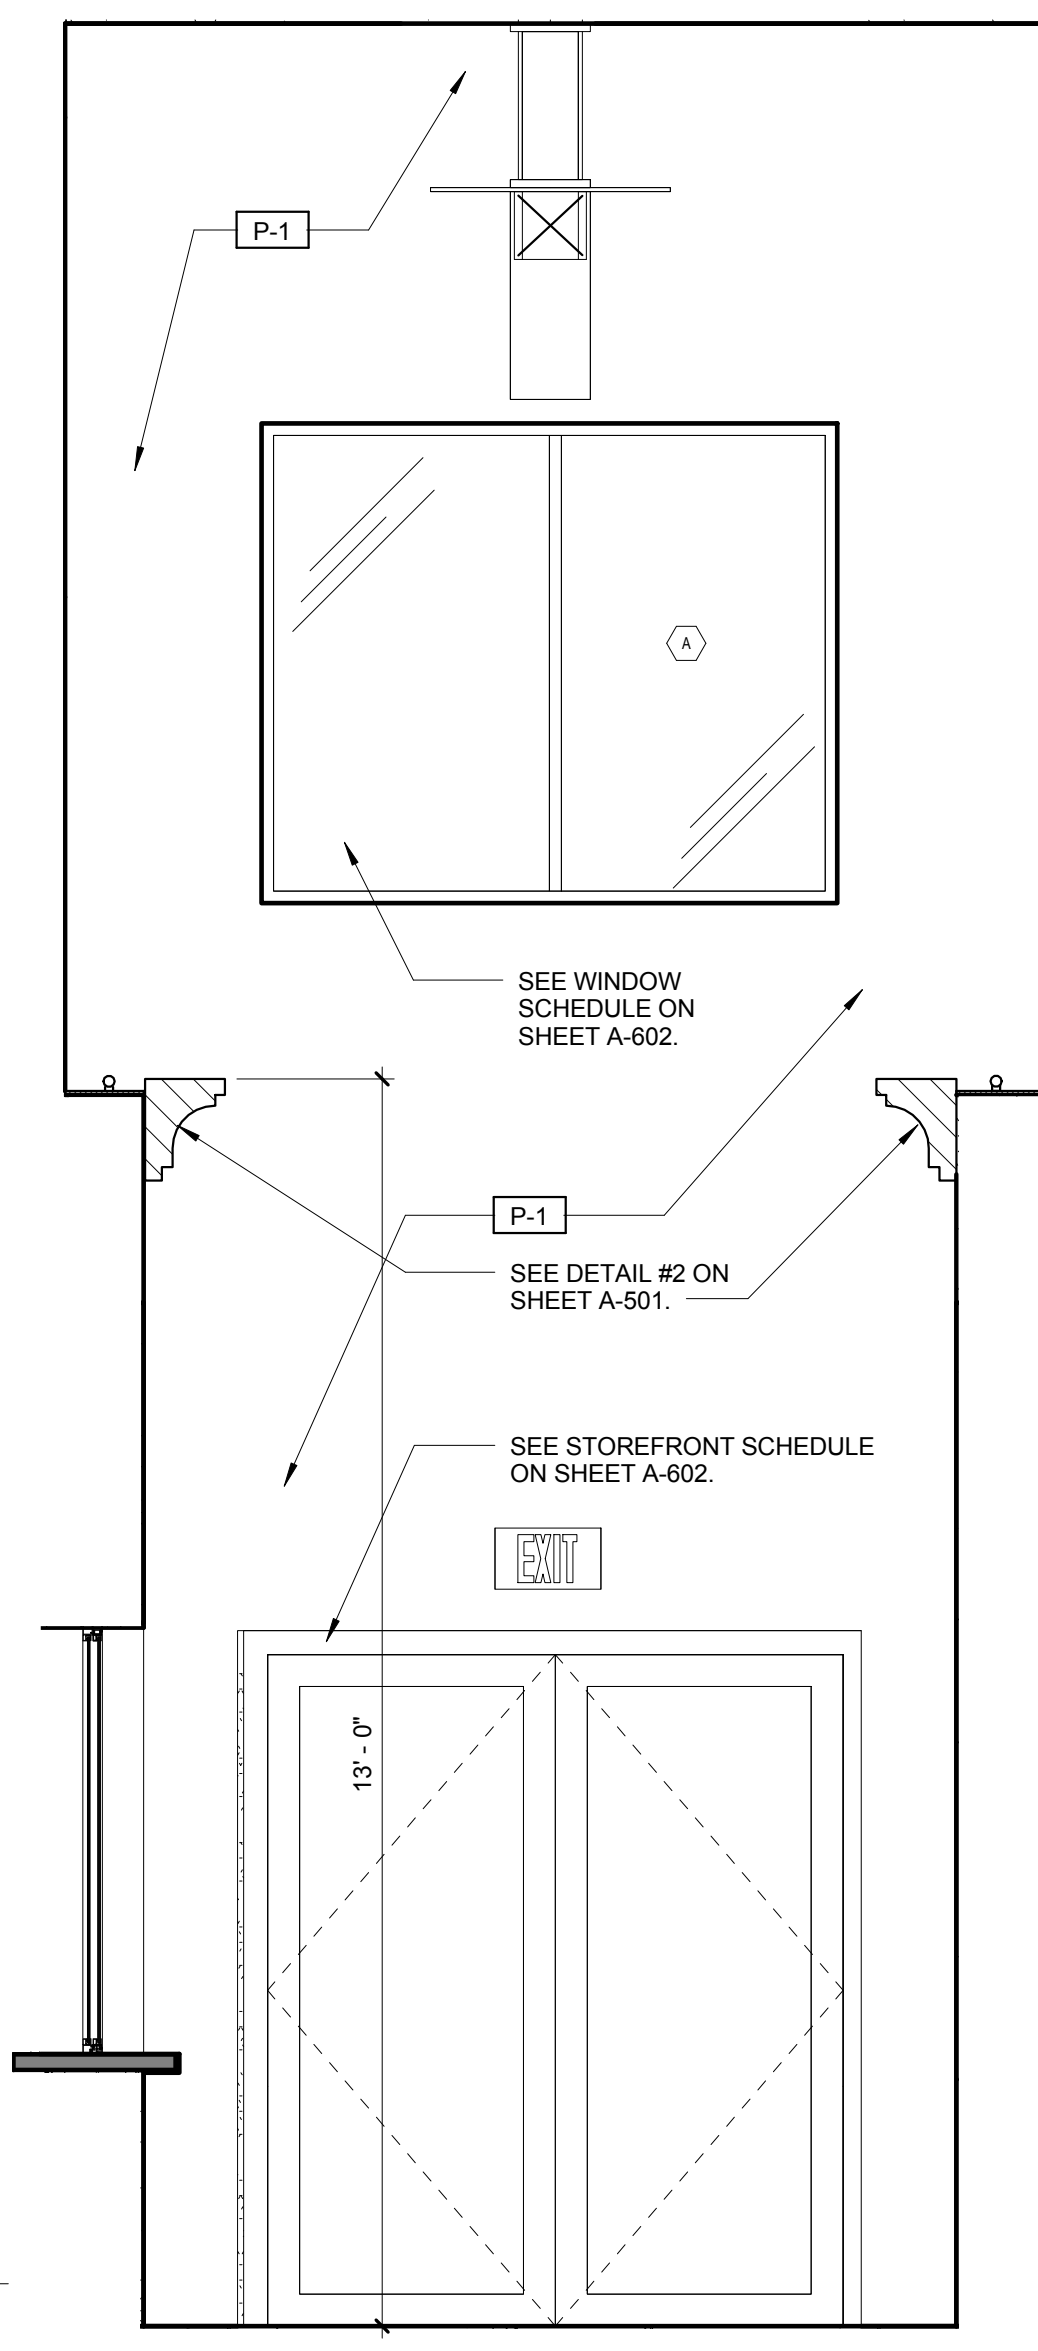 P-1
A
SEE WINDOW
SCHEDULE ON
SHEET A-602.
P-1
SEE DETAIL #2 ON
SHEET A-501.
SEE STOREFRONT SCHEDULE
ON SHEET A-602.
EXIT
13' - 0"